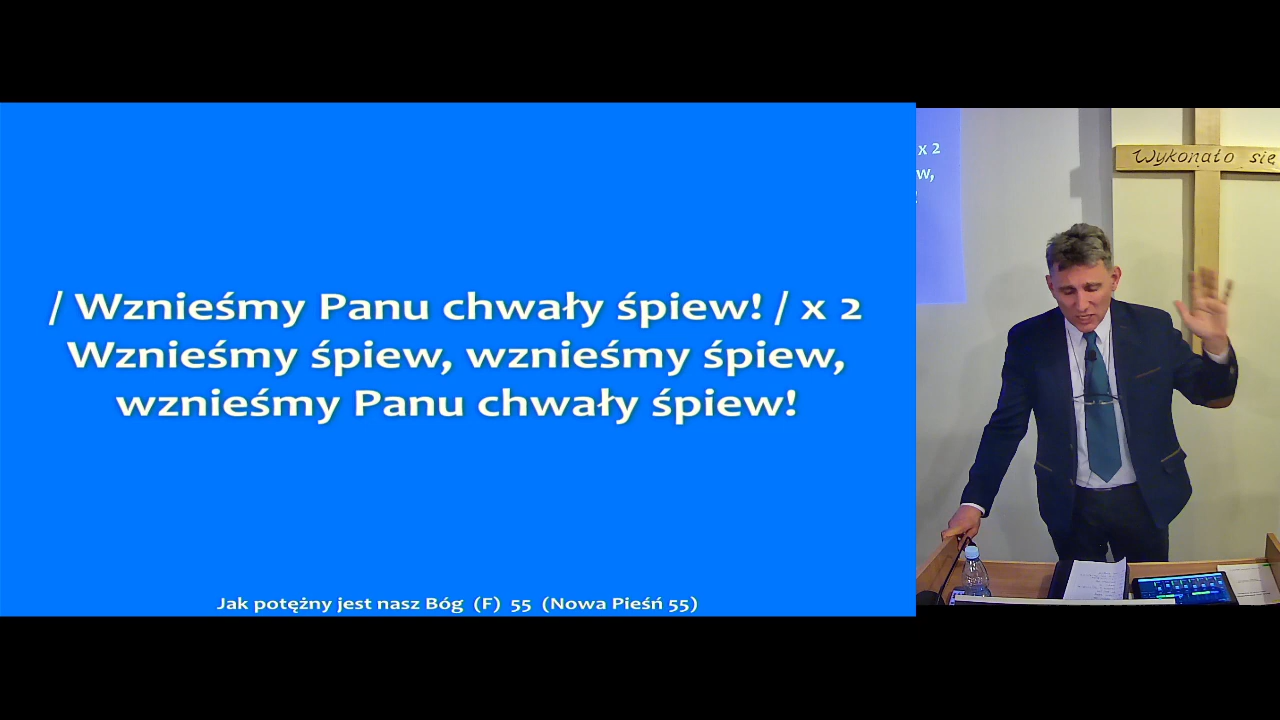 / Wznieśmy Panu chwały śpiew! / x 2
Wznieśmy śpiew, wznieśmy śpiew,
wznieśmy Panu chwały śpiew!
Jak potężny jest nasz Bóg (F) 55 (Nowa Pieśń 55)
x 2
w,
Wykonało się